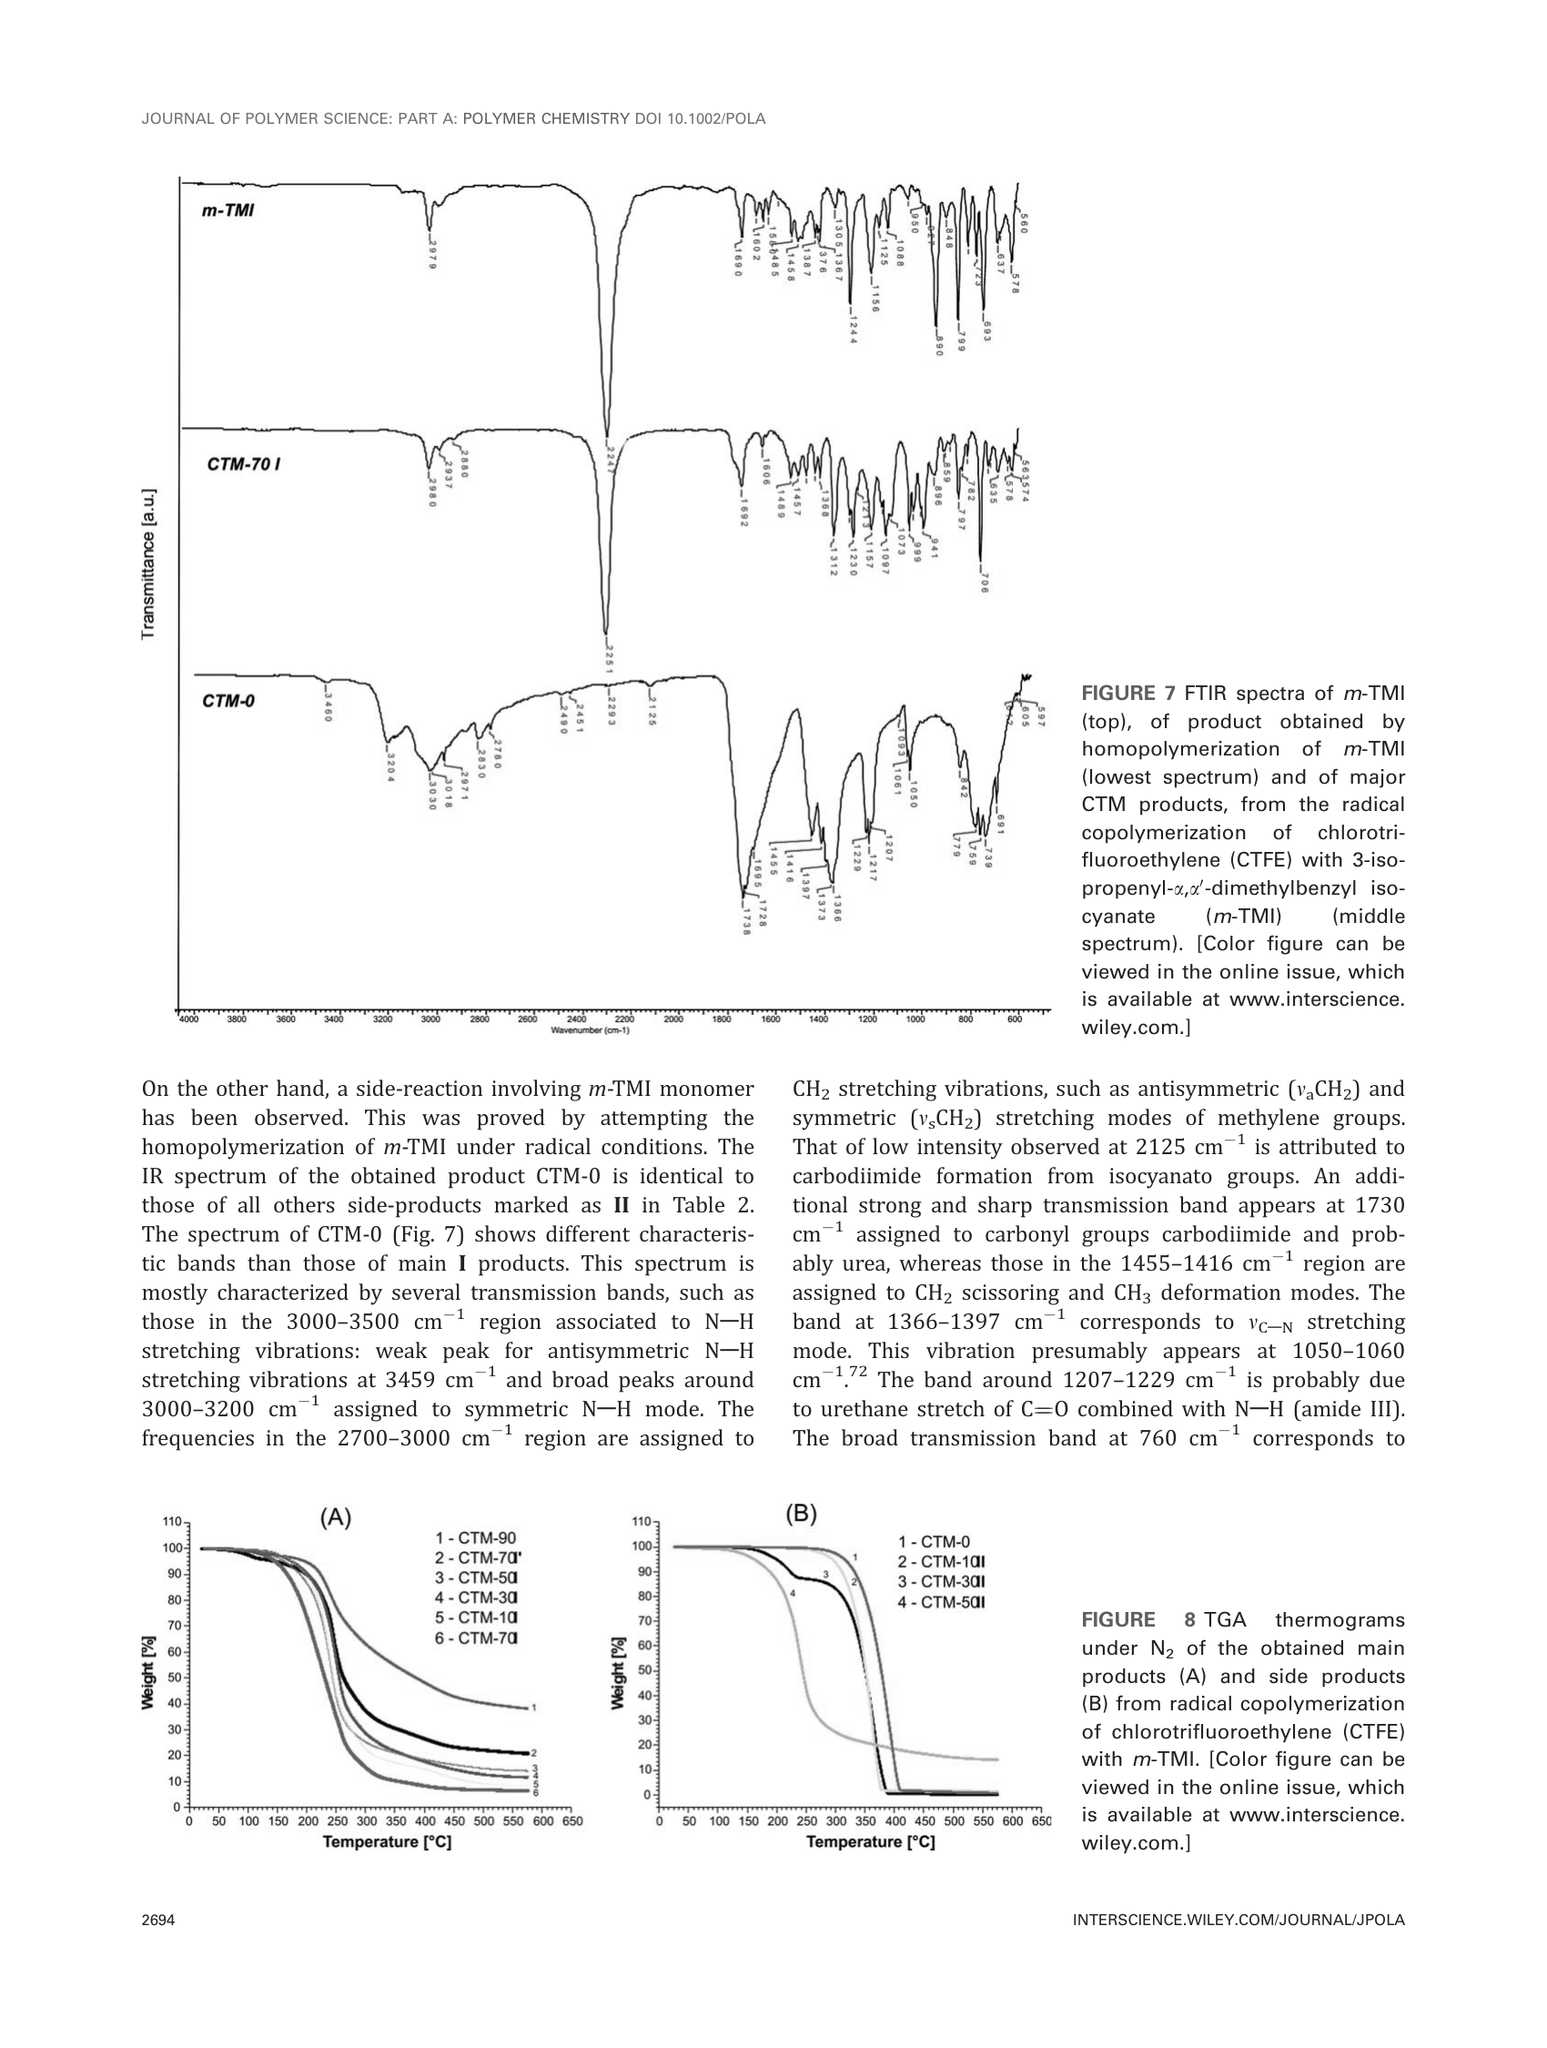 JOURNAL OF POLYMER SCIENCE: PART A: POLYMER CHEMISTRY DOI 10.1002/POLA
m-TMI
2979
2247
1690
1602
1485
1458
1387
1376
1305
1367
1244
1156
1125
1088
950
890
848
799
723
693
637
578
560
CTM-70 I
2980
2937
2880
2251
1692
1606
1489
1457
1368
1312
1230
1213
1157
1097
1073
999
941
896
859
797
782
706
635
578
563
574
CTM-0
3460
3204
3030
3018
2971
2830
2780
2490
2451
2293
2125
1738
1728
1695
1455
1416
1397
1373
1366
1229
1217
1207
1093
1061
1050
842
779
759
739
691
605
597
Transmittance [a.u.]
4000 3800 3600 3400 3200 3000 2800 2600 2400 2200 2000 1800 1600 1400 1200 1000 800 600
Wavenumber (cm-1)
FIGURE 7 FTIR spectra of m-TMI
(top), of product obtained by
homopolymerization of m-TMI
(lowest spectrum) and of major
CTM products, from the radical
copolymerization of chlorotri-
fluoroethylene (CTFE) with 3-iso-
propenyl-α,α′-dimethylbenzyl iso-
cyanate (m-TMI) (middle
spectrum). [Color figure can be
viewed in the online issue, which
is available at www.interscience.
wiley.com.]
On the other hand, a side-reaction involving m-TMI monomer
has been observed. This was proved by attempting the
homopolymerization of m-TMI under radical conditions. The
IR spectrum of the obtained product CTM-0 is identical to
those of all others side-products marked as II in Table 2.
The spectrum of CTM-0 (Fig. 7) shows different characteris-
tic bands than those of main I products. This spectrum is
mostly characterized by several transmission bands, such as
those in the 3000–3500 cm−1 region associated to N—H
stretching vibrations: weak peak for antisymmetric N—H
stretching vibrations at 3459 cm−1 and broad peaks around
3000–3200 cm−1 assigned to symmetric N—H mode. The
frequencies in the 2700–3000 cm−1 region are assigned to
CH2 stretching vibrations, such as antisymmetric (νaCH2) and
symmetric (νsCH2) stretching modes of methylene groups.
That of low intensity observed at 2125 cm−1 is attributed to
carbodiimide formation from isocyanato groups. An addi-
tional strong and sharp transmission band appears at 1730
cm−1 assigned to carbonyl groups carbodiimide and prob-
ably urea, whereas those in the 1455–1416 cm−1 region are
assigned to CH2 scissoring and CH3 deformation modes. The
band at 1366–1397 cm−1 corresponds to νC—N stretching
mode. This vibration presumably appears at 1050–1060
cm−1.72 The band around 1207–1229 cm−1 is probably due
to urethane stretch of C=O combined with N—H (amide III).
The broad transmission band at 760 cm−1 corresponds to
(A)
1 - CTM-90
2 - CTM-70I'
3 - CTM-50I
4 - CTM-30I
5 - CTM-10I
6 - CTM-70I
Weight [%]
110
100
90
80
70
60
50
40
30
20
10
0
1
2
3
4
5
6
0 50 100 150 200 250 300 350 400 450 500 550 600 650
Temperature [°C]
(B)
1 - CTM-0
2 - CTM-10II
3 - CTM-30II
4 - CTM-50II
Weight [%]
110
100
90
80
70
60
50
40
30
20
10
0
1
2
3
4
0 50 100 150 200 250 300 350 400 450 500 550 600 650
Temperature [°C]
FIGURE 8 TGA thermograms
under N2 of the obtained main
products (A) and side products
(B) from radical copolymerization
of chlorotrifluoroethylene (CTFE)
with m-TMI. [Color figure can be
viewed in the online issue, which
is available at www.interscience.
wiley.com.]
2694
INTERSCIENCE.WILEY.COM/JOURNAL/JPOLA